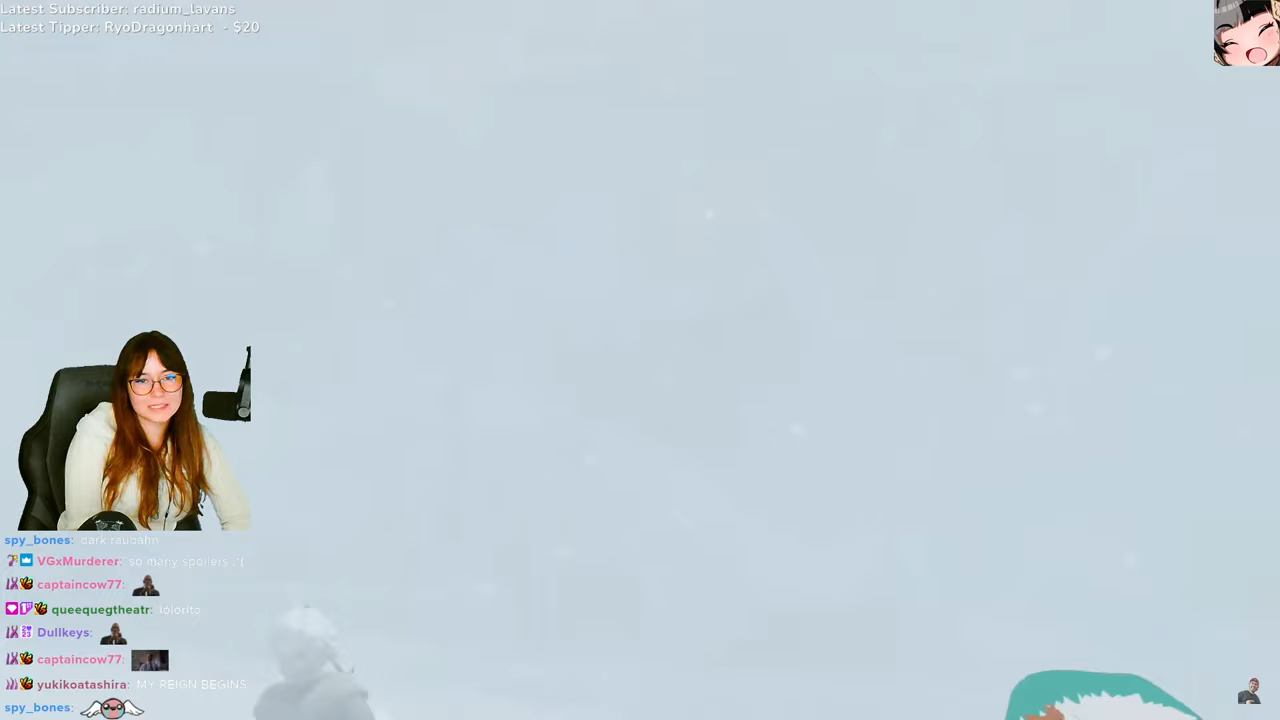 Latest Subscriber: radium_lavans
Latest Tipper: RyoDragonhart - $20
spy_bones: dark raubahn
VGxMurderer: so many spoilers :'(
captaincow77:
queequegtheatr: lolorito
Dullkeys:
captaincow77:
yukikoatashira: MY REIGN BEGINS
spy_bones: